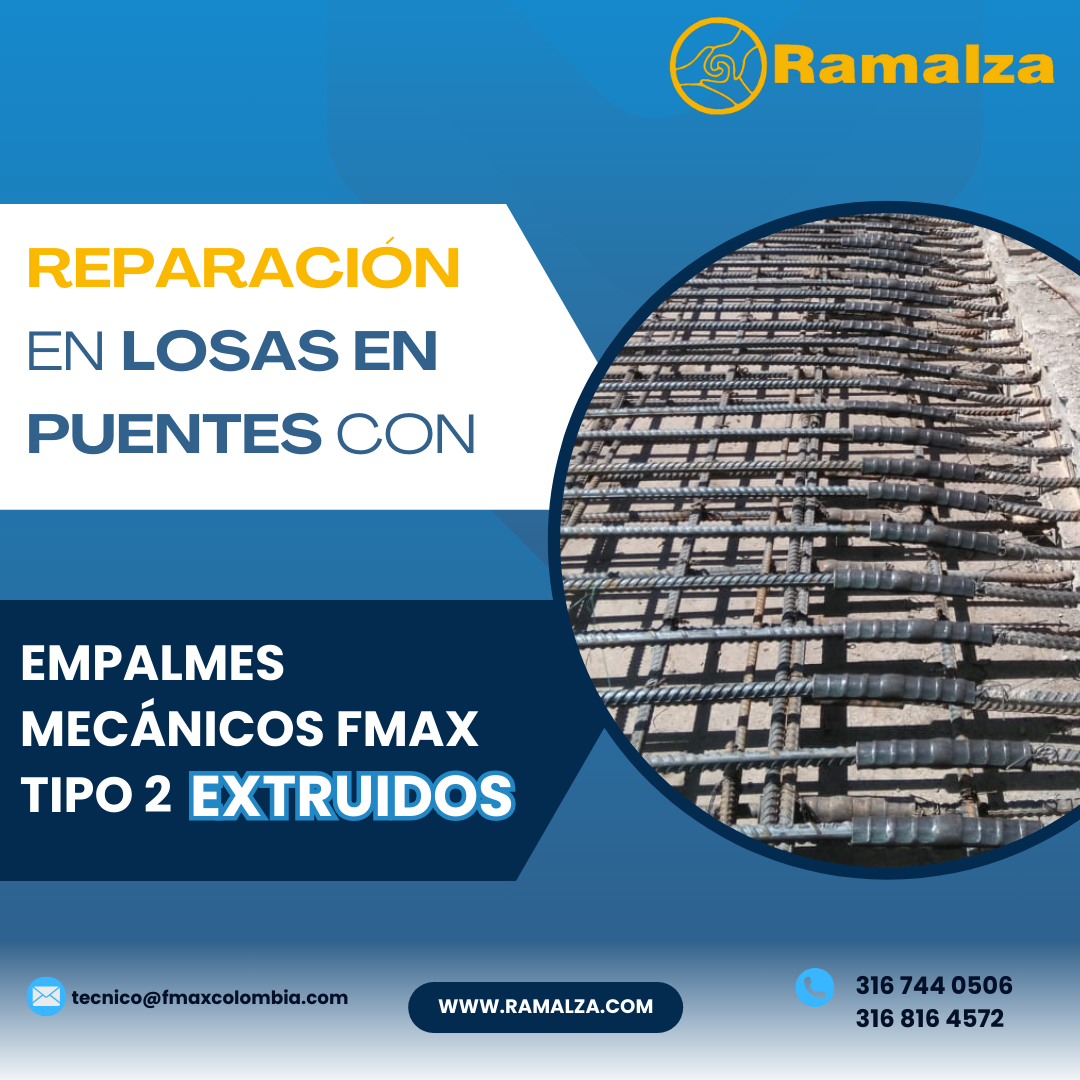 Ramalza
REPARACIÓN
EN LOSAS EN
PUENTES CON
EMPALMES
MECÁNICOS FMAX
TIPO 2 EXTRUIDOS
tecnico@fmaxcolombia.com
WWW.RAMALZA.COM
316 744 0506
316 816 4572